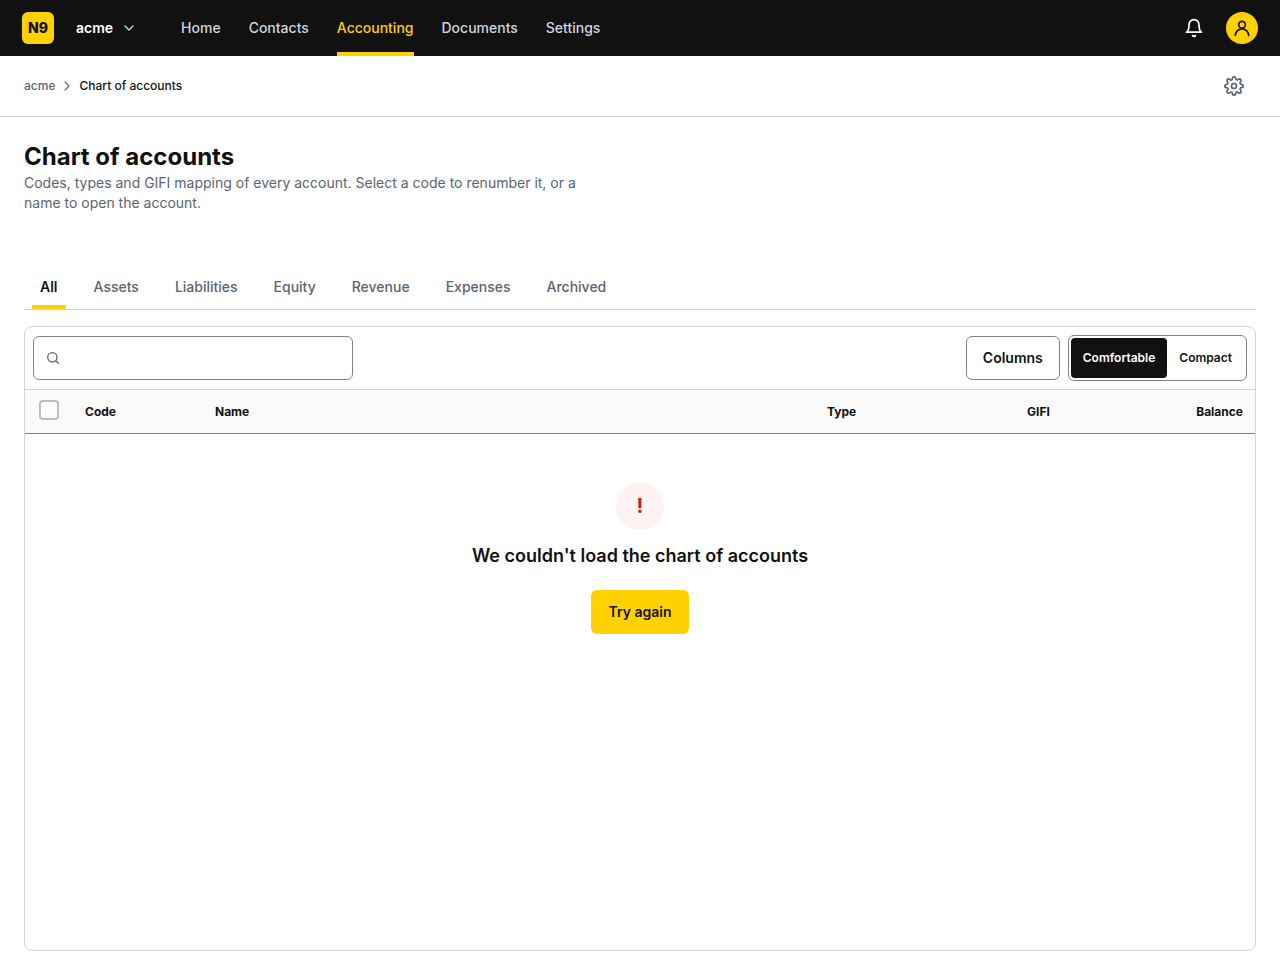 N9 acme Home Contacts Accounting Documents Settings
acme Chart of accounts
Chart of accounts
Codes, types and GIFI mapping of every account. Select a code to renumber it, or a
name to open the account.
All Assets Liabilities Equity Revenue Expenses Archived
Columns Comfortable Compact
Code Name Type GIFI Balance
!
We couldn't load the chart of accounts
Try again